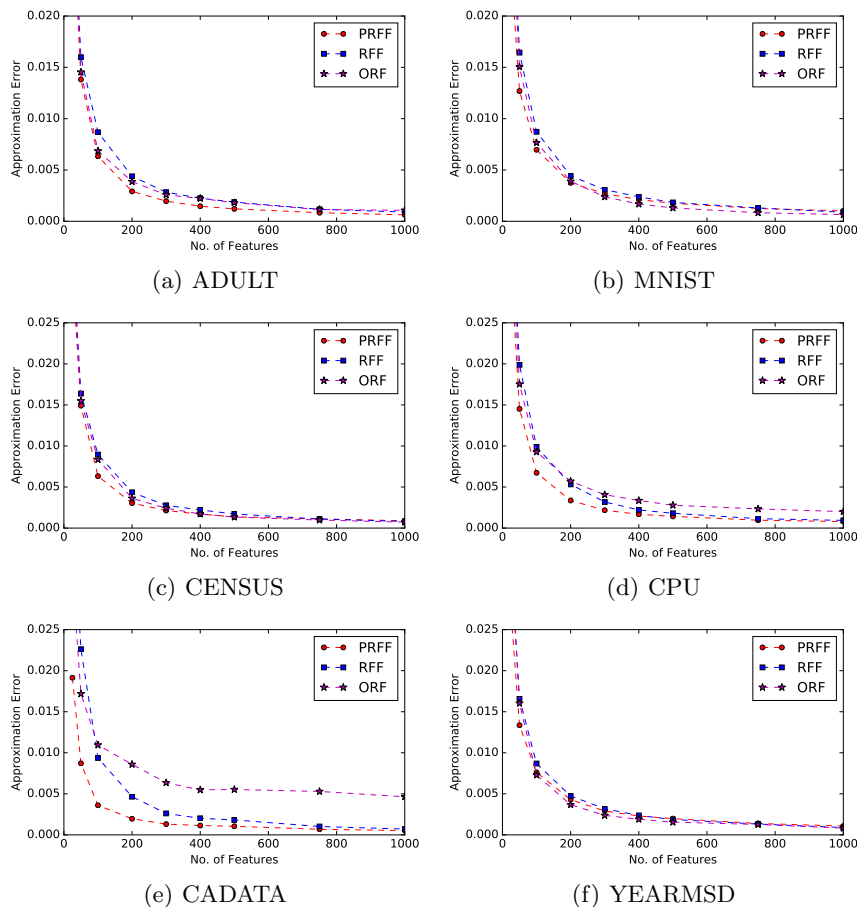 0.020
0.015
0.010
0.005
0.000
Approximation Error
PRFF
RFF
ORF
0 200 400 600 800 1000
No. of Features
(a) ADULT
0.020
0.015
0.010
0.005
0.000
Approximation Error
PRFF
RFF
ORF
0 200 400 600 800 1000
No. of Features
(b) MNIST
0.025
0.020
0.015
0.010
0.005
0.000
Approximation Error
PRFF
RFF
ORF
0 200 400 600 800 1000
No. of Features
(c) CENSUS
0.025
0.020
0.015
0.010
0.005
0.000
Approximation Error
PRFF
RFF
ORF
0 200 400 600 800 1000
No. of Features
(d) CPU
0.025
0.020
0.015
0.010
0.005
0.000
Approximation Error
PRFF
RFF
ORF
0 200 400 600 800 1000
No. of Features
(e) CADATA
0.025
0.020
0.015
0.010
0.005
0.000
Approximation Error
PRFF
RFF
ORF
0 200 400 600 800 1000
No. of Features
(f) YEARMSD